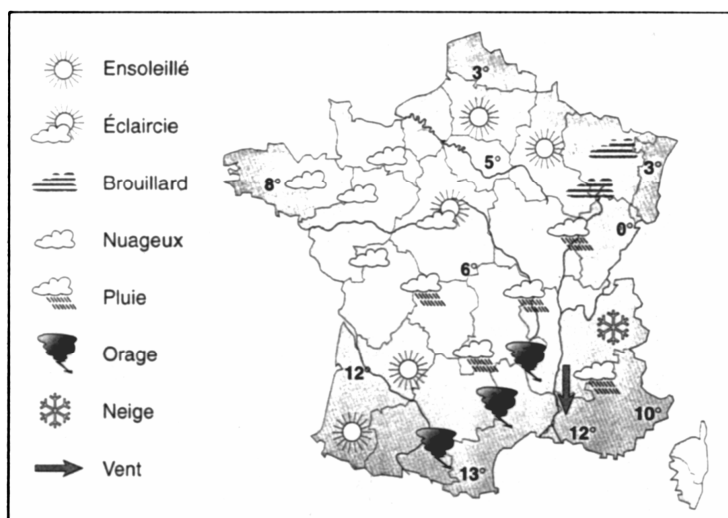 Ensoleillé
Éclaircie
Brouillard
Nuageux
Pluie
Orage
Neige
Vent
3°
5°
3°
8°
0°
6°
12°
10°
12°
13°